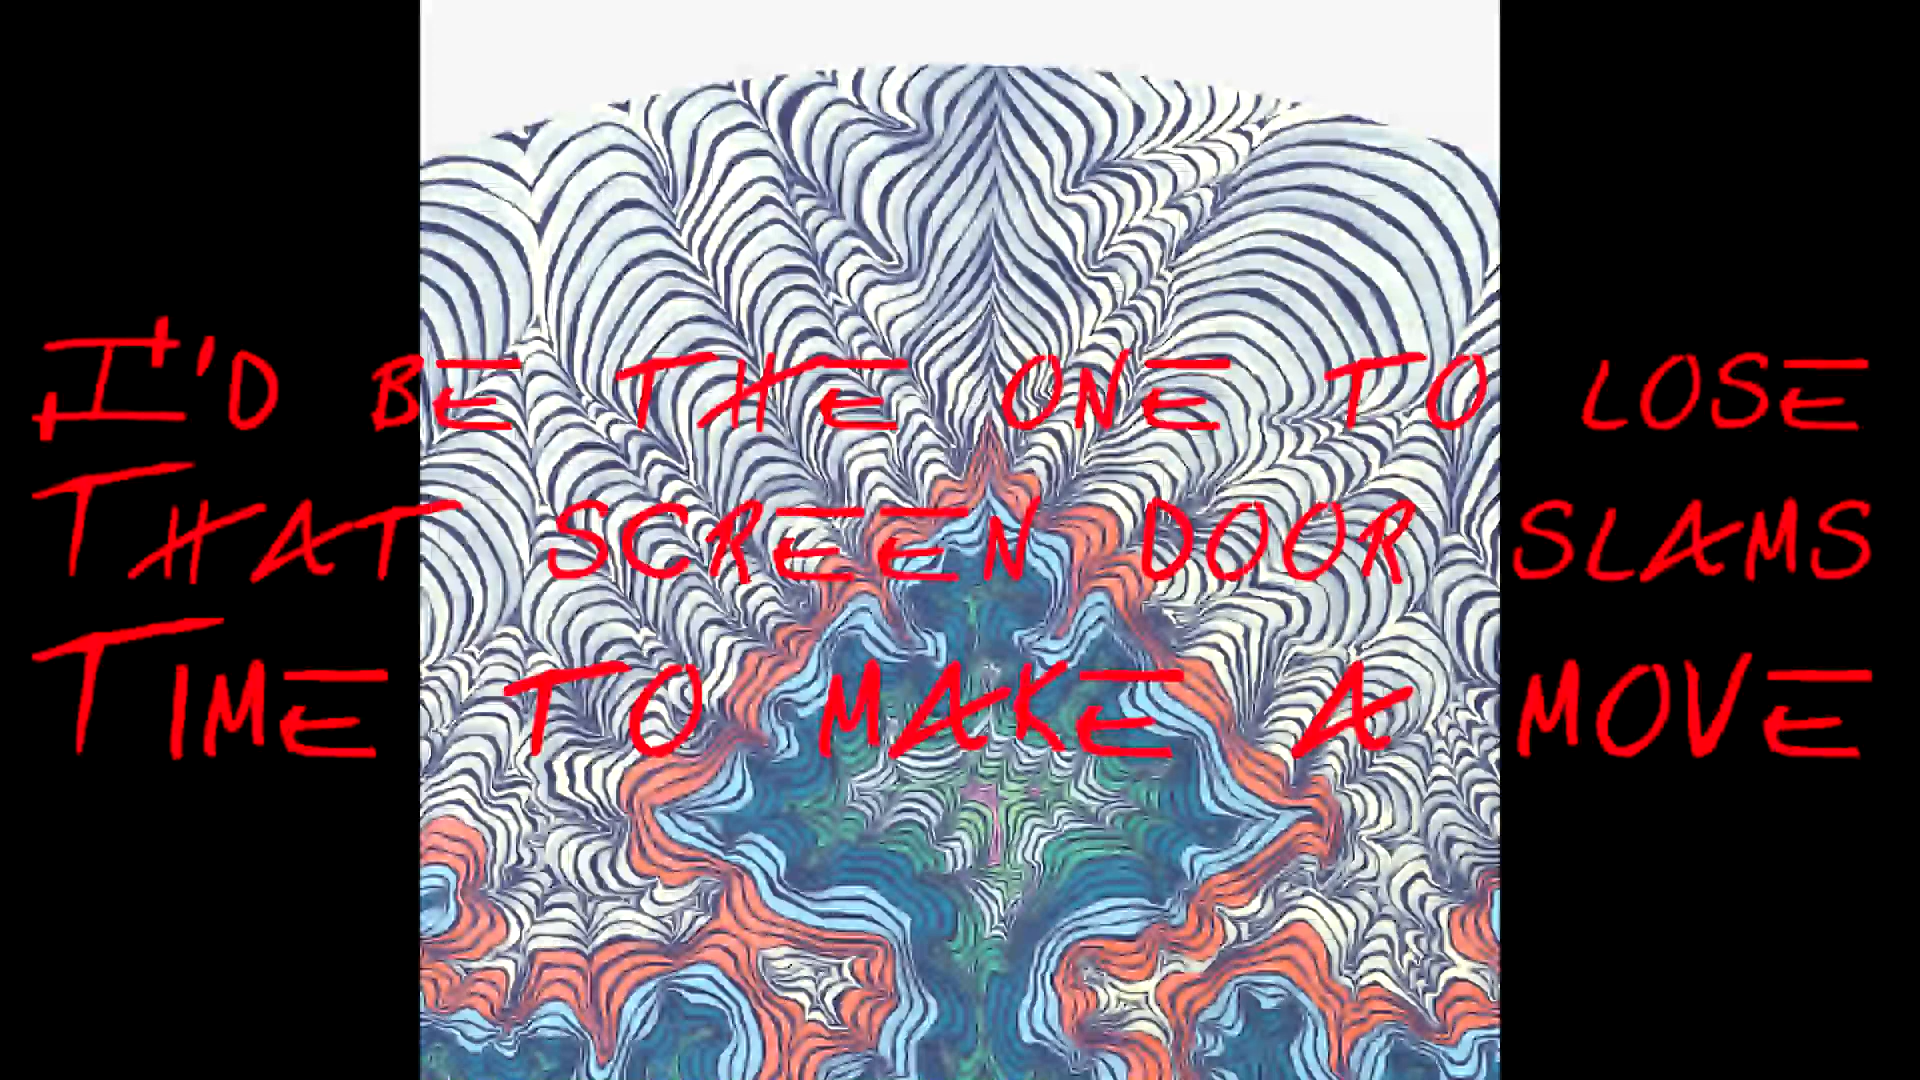 I'D BE THE ONE TO LOSE
THAT SCREEN DOOR SLAMS
TIME TO MAKE A MOVE